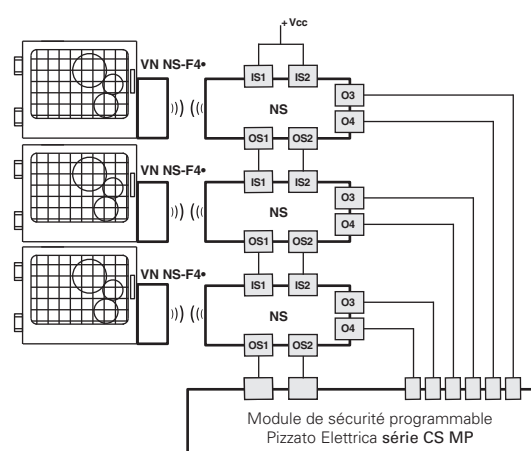 + Vcc
VN NS-F4•
IS1 IS2
O3
NS
O4
OS1 OS2
VN NS-F4•
IS1 IS2
O3
NS
O4
OS1 OS2
VN NS-F4•
IS1 IS2
O3
NS
O4
OS1 OS2
Module de sécurité programmable
Pizzato Elettrica série CS MP